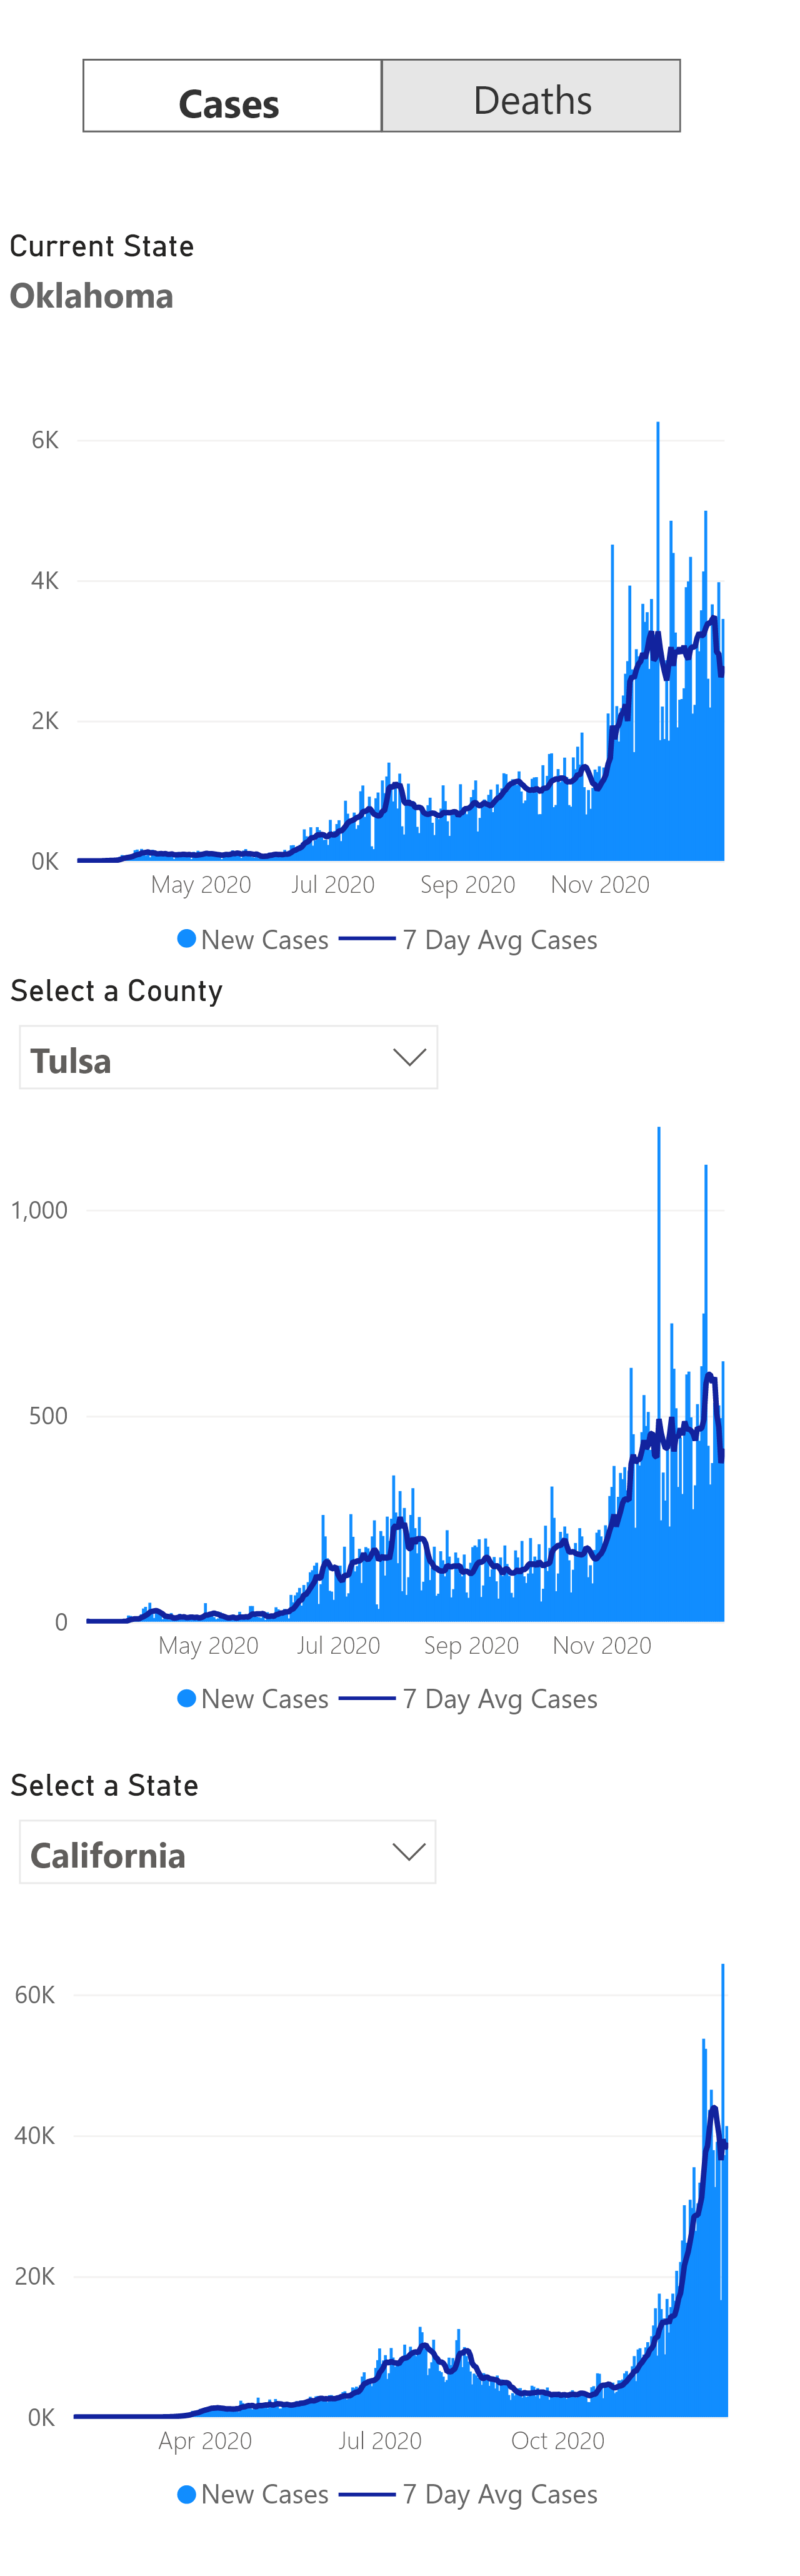 Cases Deaths
Current State
Oklahoma
6K
4K
2K
0K
May 2020 Jul 2020 Sep 2020 Nov 2020
New Cases 7 Day Avg Cases
Select a County
Tulsa
1,000
500
0
May 2020 Jul 2020 Sep 2020 Nov 2020
New Cases 7 Day Avg Cases
Select a State
California
60K
40K
20K
0K
Apr 2020 Jul 2020 Oct 2020
New Cases 7 Day Avg Cases